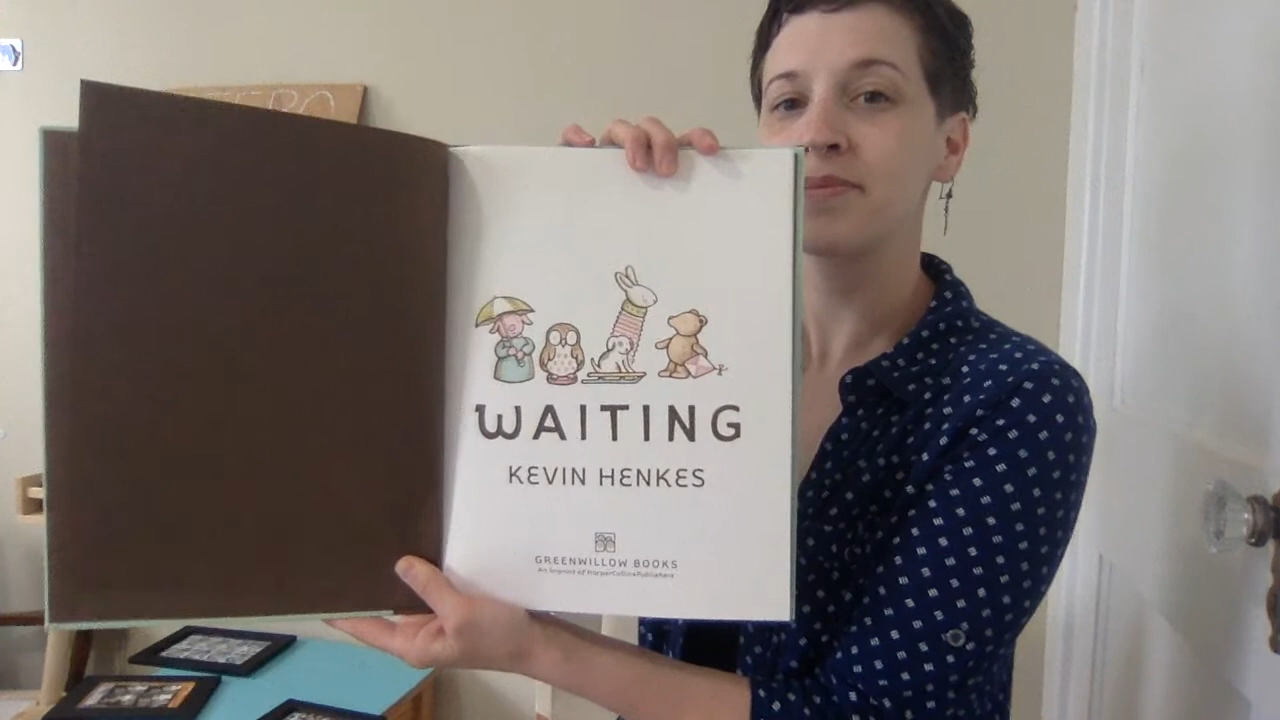 WAITING
KEVIN HENKES
GREENWILLOW BOOKS
An Imprint of HarperCollinsPublishers